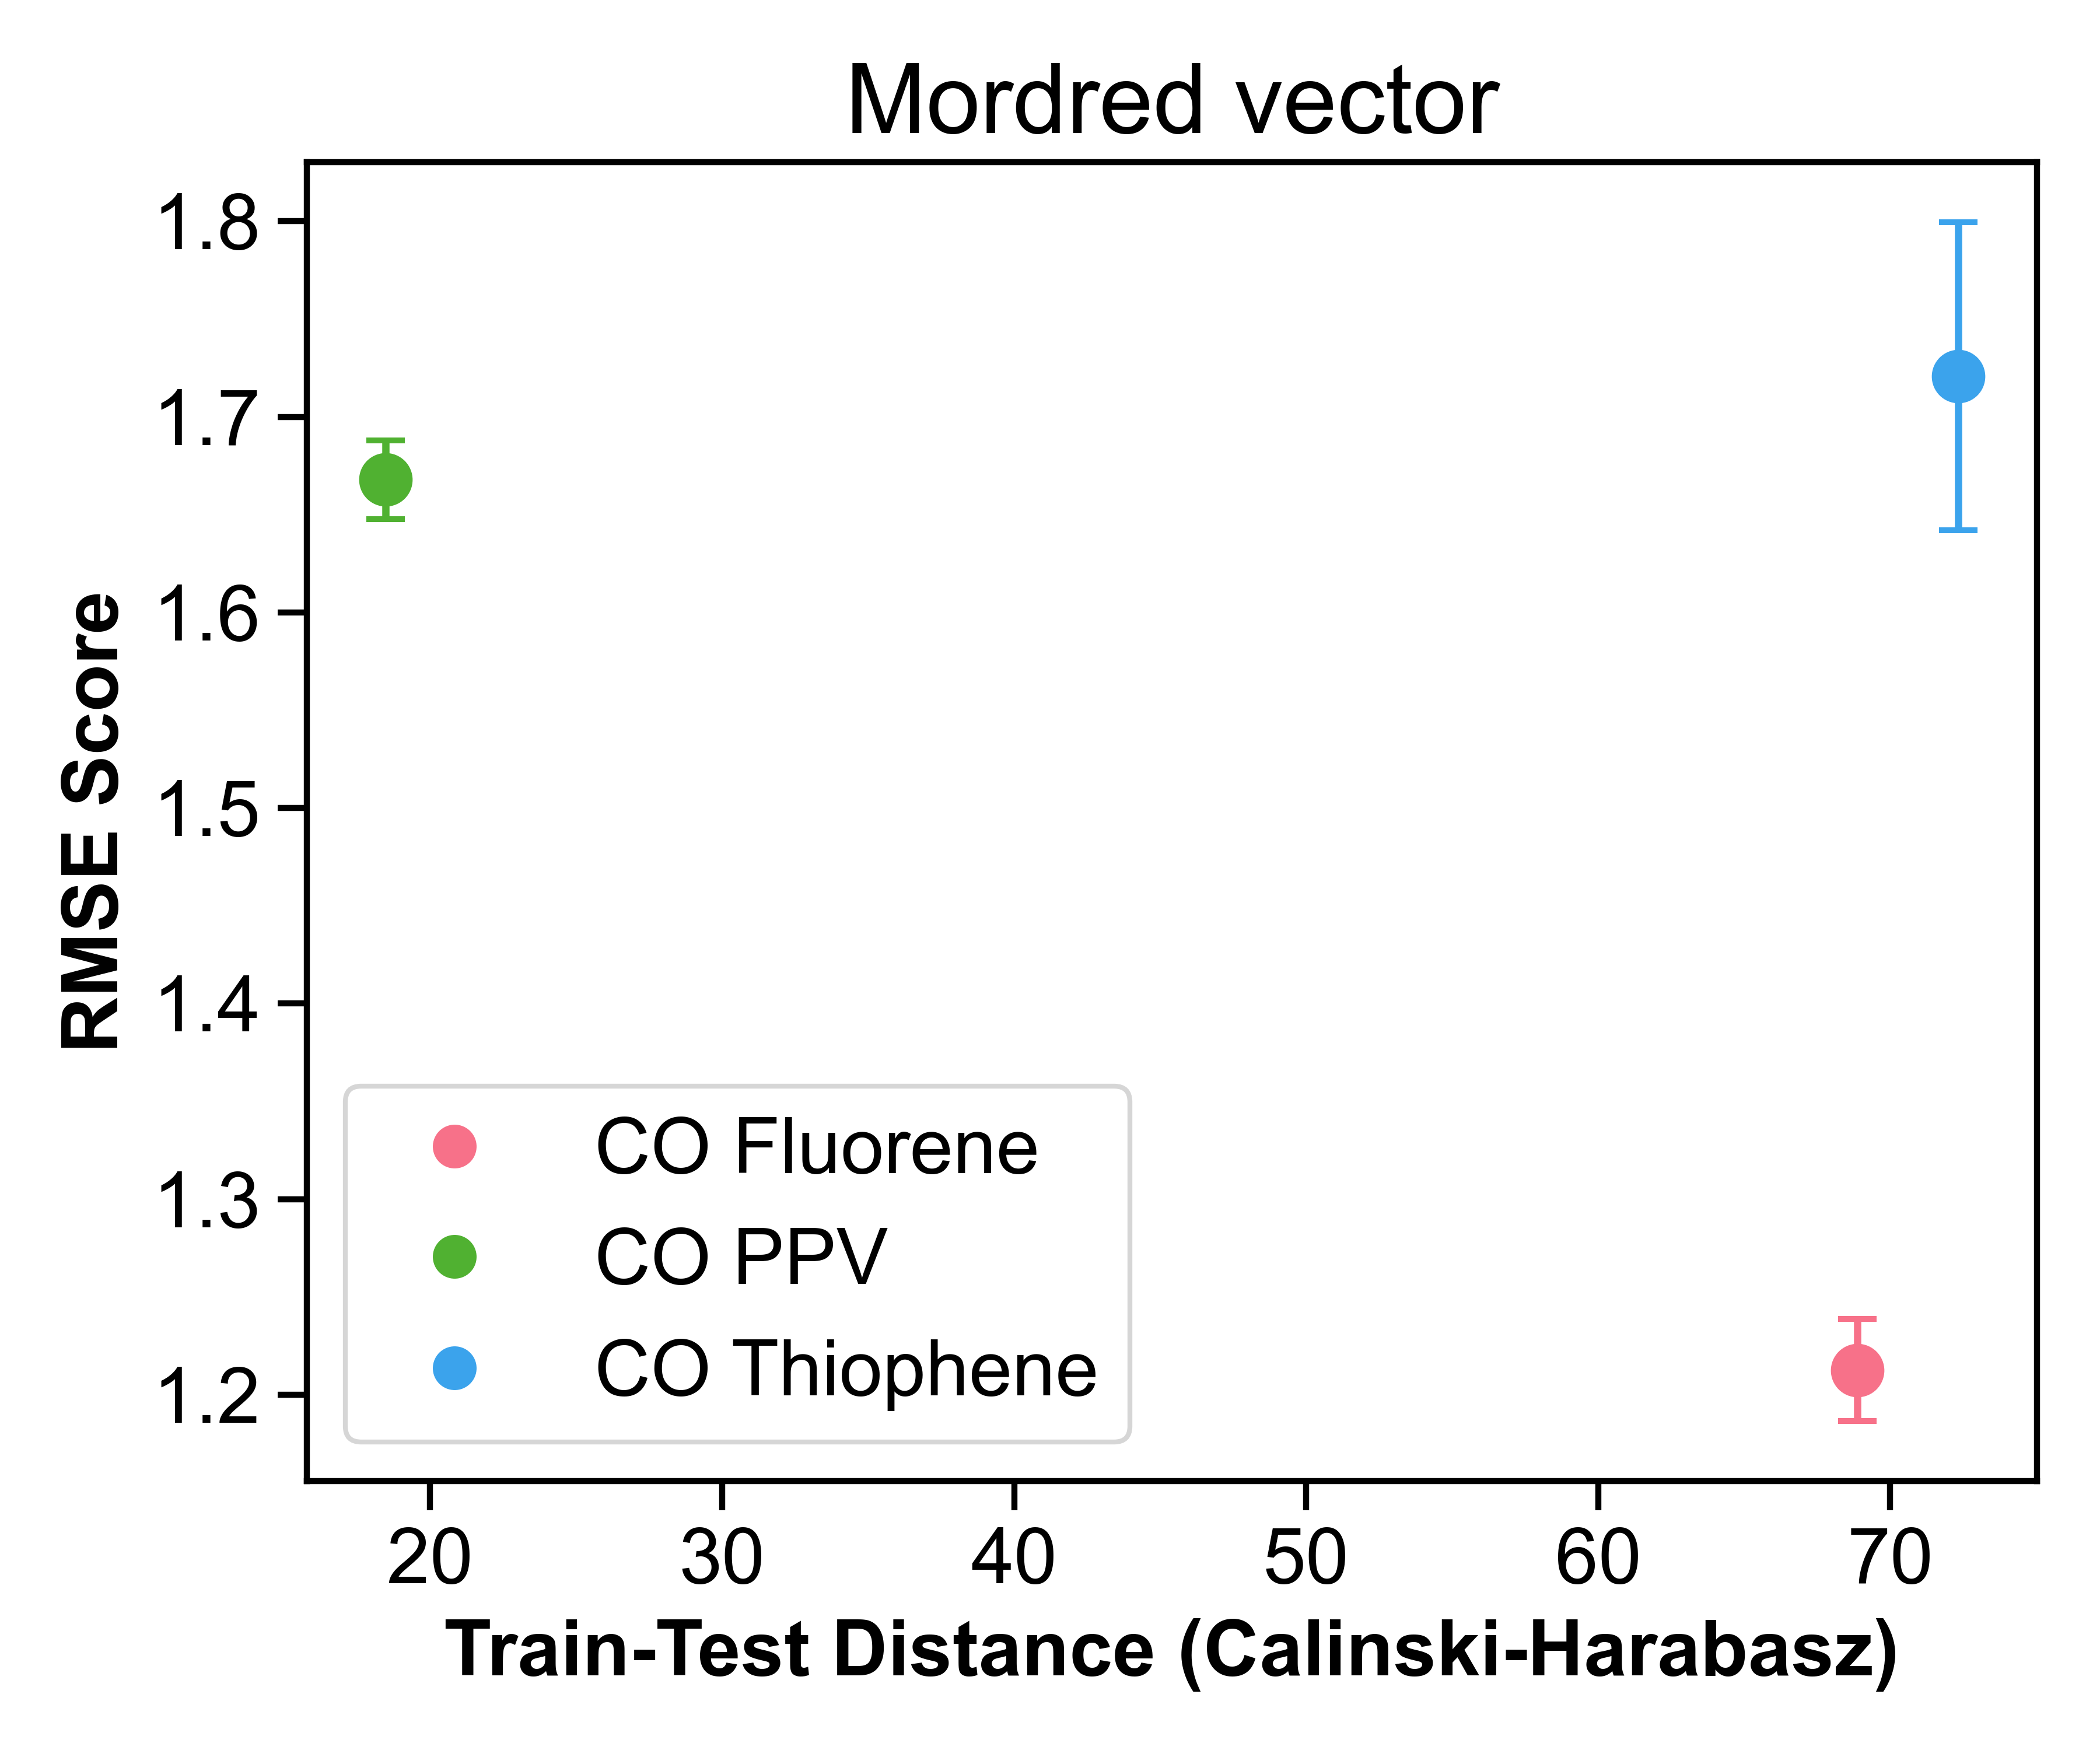 Mordred vector
RMSE Score
1.8
1.7
1.6
1.5
1.4
1.3
1.2
CO Fluorene
CO PPV
CO Thiophene
20 30 40 50 60 70
Train-Test Distance (Calinski-Harabasz)